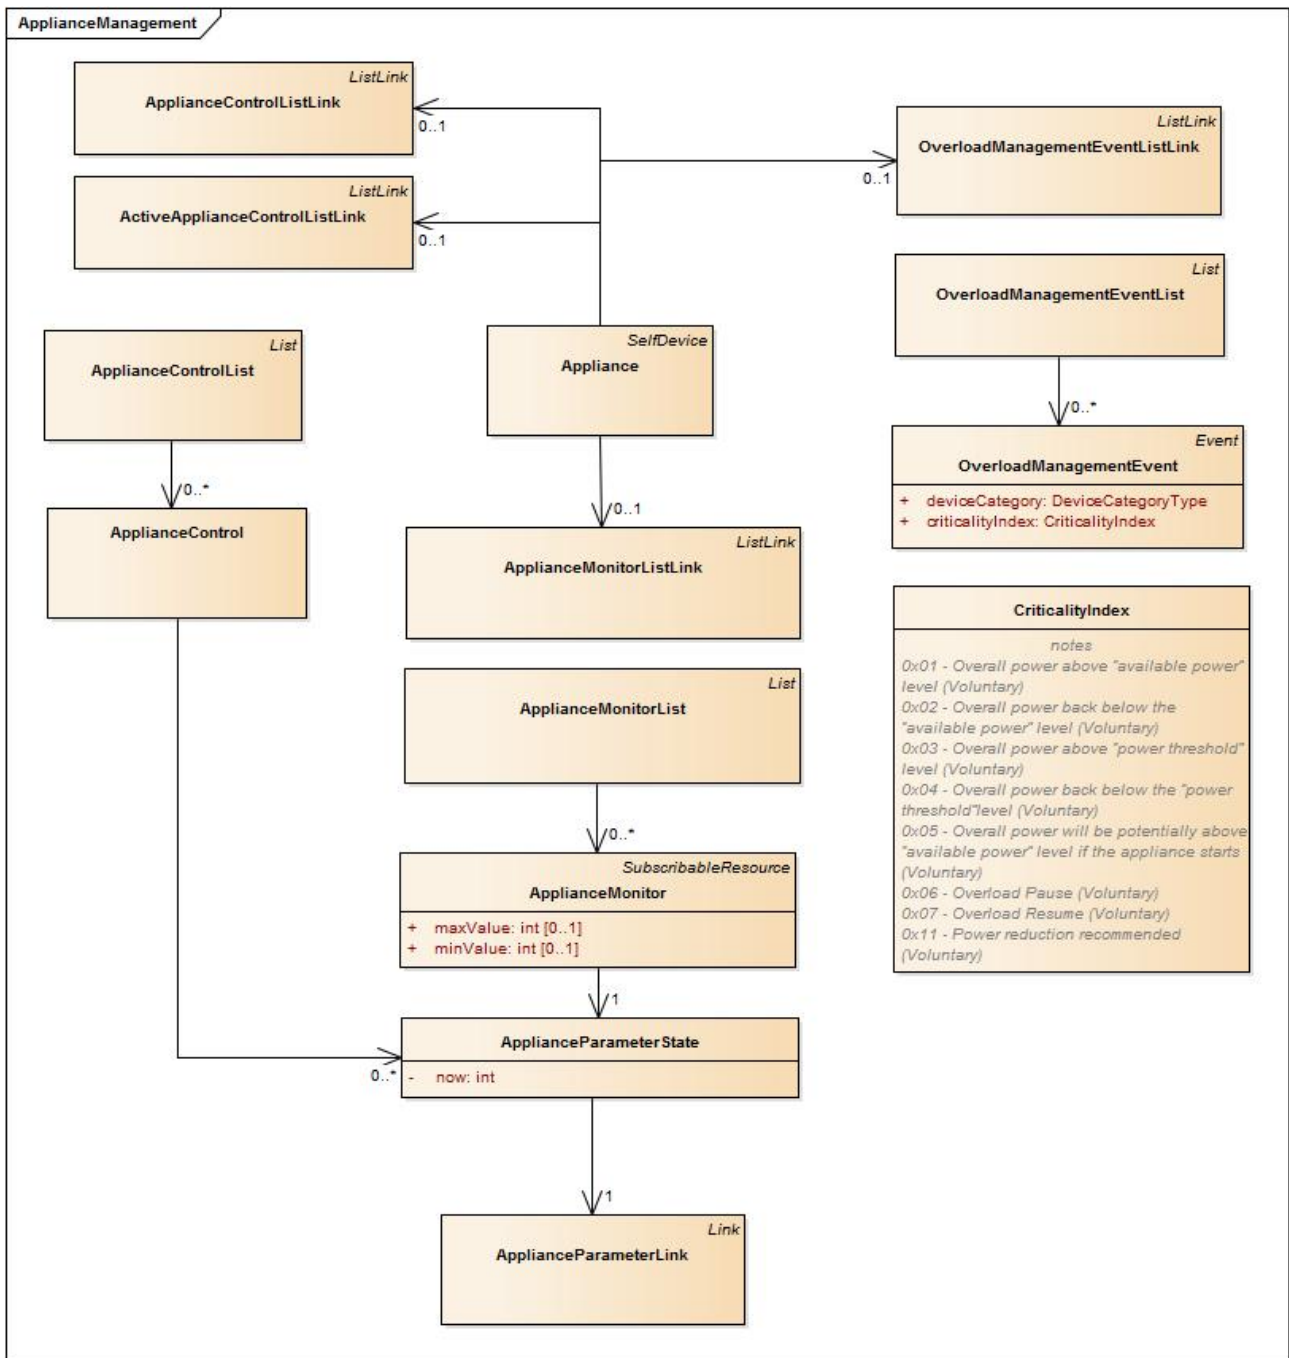 ApplianceManagement
ListLink
ApplianceControlListLink
0..1
ListLink
ActiveApplianceControlListLink
0..1
ListLink
OverloadManagementEventListLink
0..1
List
OverloadManagementEventList
0..*
List
ApplianceControlList
0..*
SelfDevice
Appliance
0..1
Event
OverloadManagementEvent
+ deviceCategory: DeviceCategoryType
+ criticalityIndex: CriticalityIndex
ApplianceControl
0..*
ListLink
ApplianceMonitorListLink
List
ApplianceMonitorList
0..*
CriticalityIndex
notes
0x01 - Overall power above "available power"
level (Voluntary)
0x02 - Overall power back below the
"available power" level (Voluntary)
0x03 - Overall power above "power threshold"
level (Voluntary)
0x04 - Overall power back below the "power
threshold"level (Voluntary)
0x05 - Overall power will be potentially above
"available power" level if the appliance starts
(Voluntary)
0x06 - Overload Pause (Voluntary)
0x07 - Overload Resume (Voluntary)
0x11 - Power reduction recommended
(Voluntary)
SubscribableResource
ApplianceMonitor
+ maxValue: int [0..1]
+ minValue: int [0..1]
1
ApplianceParameterState
- now: int
1
Link
ApplianceParameterLink